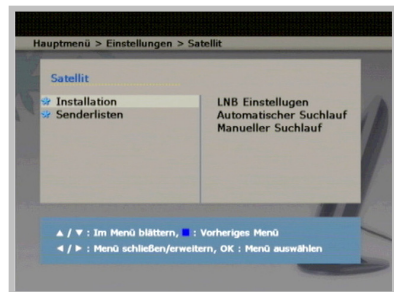 Hauptmenü > Einstellungen > Satellit
Satellit
Installation
Senderlisten
LNB Einstellugen
Automatischer Suchlauf
Manueller Suchlauf
▲ / ▼ : Im Menü blättern, ■ : Vorheriges Menü
◄ / ► : Menü schließen/erweitern, OK : Menü auswählen